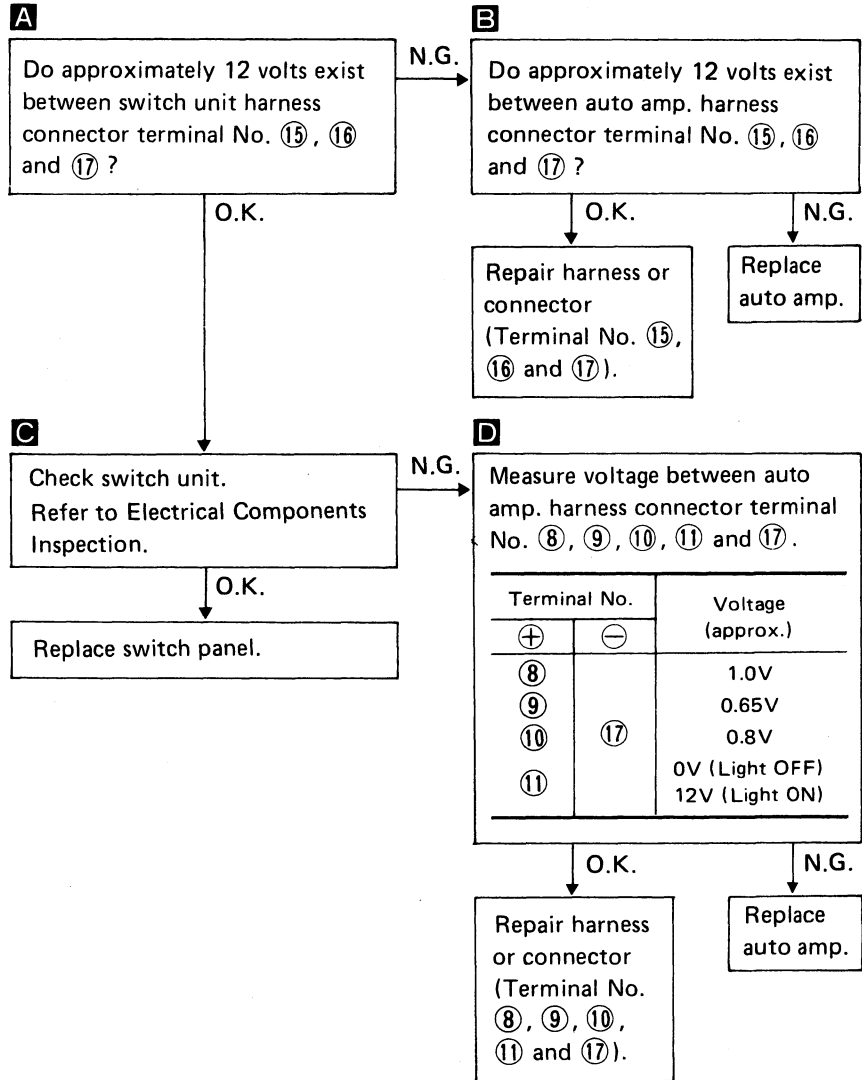 A
Do approximately 12 volts exist
between switch unit harness
connector terminal No. ⑮, ⑯
and ⑰ ?
N.G.
B
Do approximately 12 volts exist
between auto amp. harness
connector terminal No. ⑮, ⑯
and ⑰ ?
O.K.
O.K.
N.G.
Repair harness or
connector
(Terminal No. ⑮,
⑯ and ⑰).
Replace
auto amp.
C
Check switch unit.
Refer to Electrical Components
Inspection.
N.G.
O.K.
Replace switch panel.
D
Measure voltage between auto
amp. harness connector terminal
No. ⑧, ⑨, ⑩, ⑪ and ⑰.
Terminal No.
Voltage
(approx.)
⊕ ⊖
⑧ 1.0V
⑨ 0.65V
⑩ ⑰ 0.8V
⑪ 0V (Light OFF)
12V (Light ON)
O.K.
N.G.
Repair harness
or connector
(Terminal No.
⑧, ⑨, ⑩,
⑪ and ⑰).
Replace
auto amp.